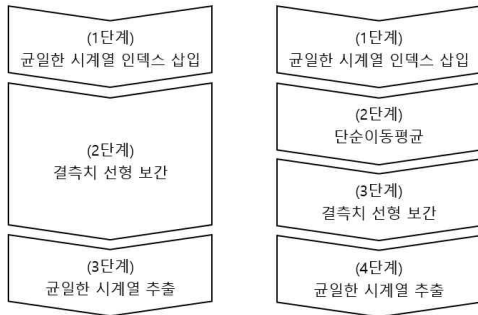 (1단계)
균일한 시계열 인덱스 삽입
(2단계)
결측치 선형 보간
(3단계)
균일한 시계열 추출
(1단계)
균일한 시계열 인덱스 삽입
(2단계)
단순이동평균
(3단계)
결측치 선형 보간
(4단계)
균일한 시계열 추출